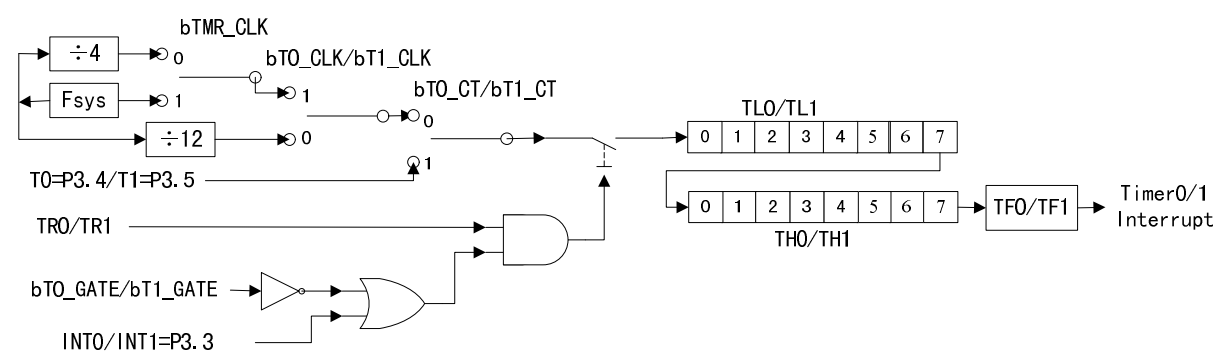 bTMR_CLK
÷4
0
bT0_CLK/bT1_CLK
Fsys
1
1
bT0_CT/bT1_CT
÷12
0
0
TL0/TL1
0 1 2 3 4 5 6 7
1
T0=P3.4/T1=P3.5
0 1 2 3 4 5 6 7
TF0/TF1
Timer0/1
Interrupt
TH0/TH1
TR0/TR1
bT0_GATE/bT1_GATE
INT0/INT1=P3.3